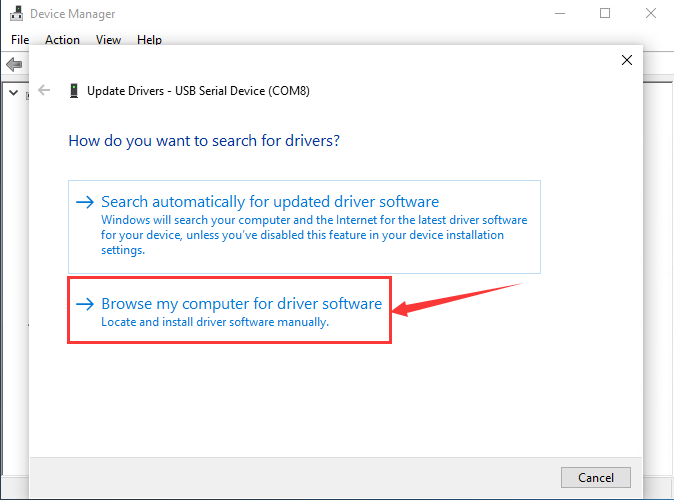 Device Manager
File Action View Help
Update Drivers - USB Serial Device (COM8)
How do you want to search for drivers?
Search automatically for updated driver software
Windows will search your computer and the Internet for the latest driver software
for your device, unless you've disabled this feature in your device installation
settings.
Browse my computer for driver software
Locate and install driver software manually.
Cancel